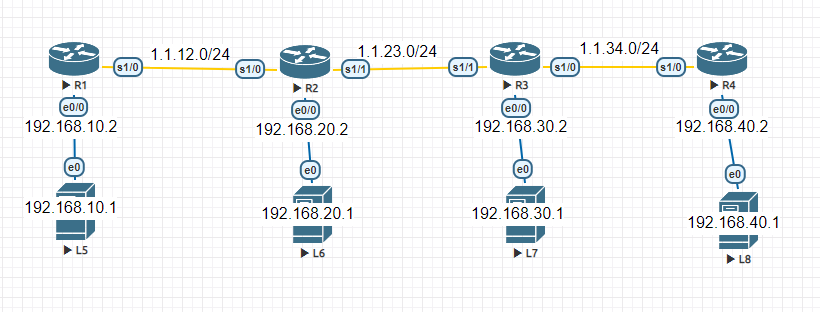 1.1.12.0/24
1.1.23.0/24
1.1.34.0/24
s1/0
s1/0
s1/1
s1/1
s1/0
s1/0
R1
R2
R3
R4
e0/0
e0/0
e0/0
e0/0
192.168.10.2
192.168.20.2
192.168.30.2
192.168.40.2
e0
e0
e0
e0
192.168.10.1
192.168.20.1
192.168.30.1
192.168.40.1
L5
L6
L7
L8